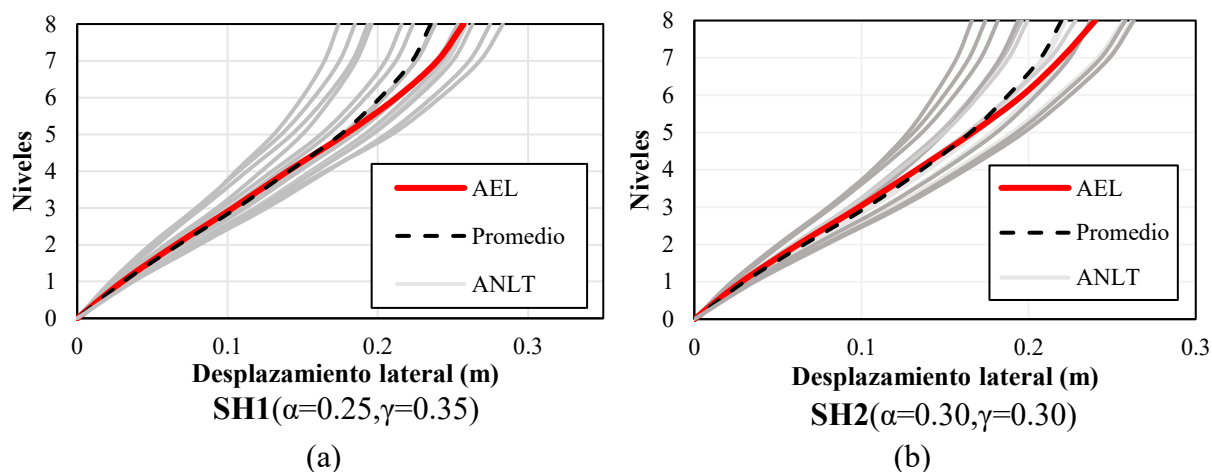 8
7
6
5
4
3
2
1
0
Niveles
AEL
Promedio
ANLT
0 0.1 0.2 0.3
Desplazamiento lateral (m)
SH1(α=0.25,γ=0.35)
(a)
8
7
6
5
4
3
2
1
0
Niveles
AEL
Promedio
ANLT
0 0.1 0.2 0.3
Desplazamiento lateral (m)
SH2(α=0.30,γ=0.30)
(b)